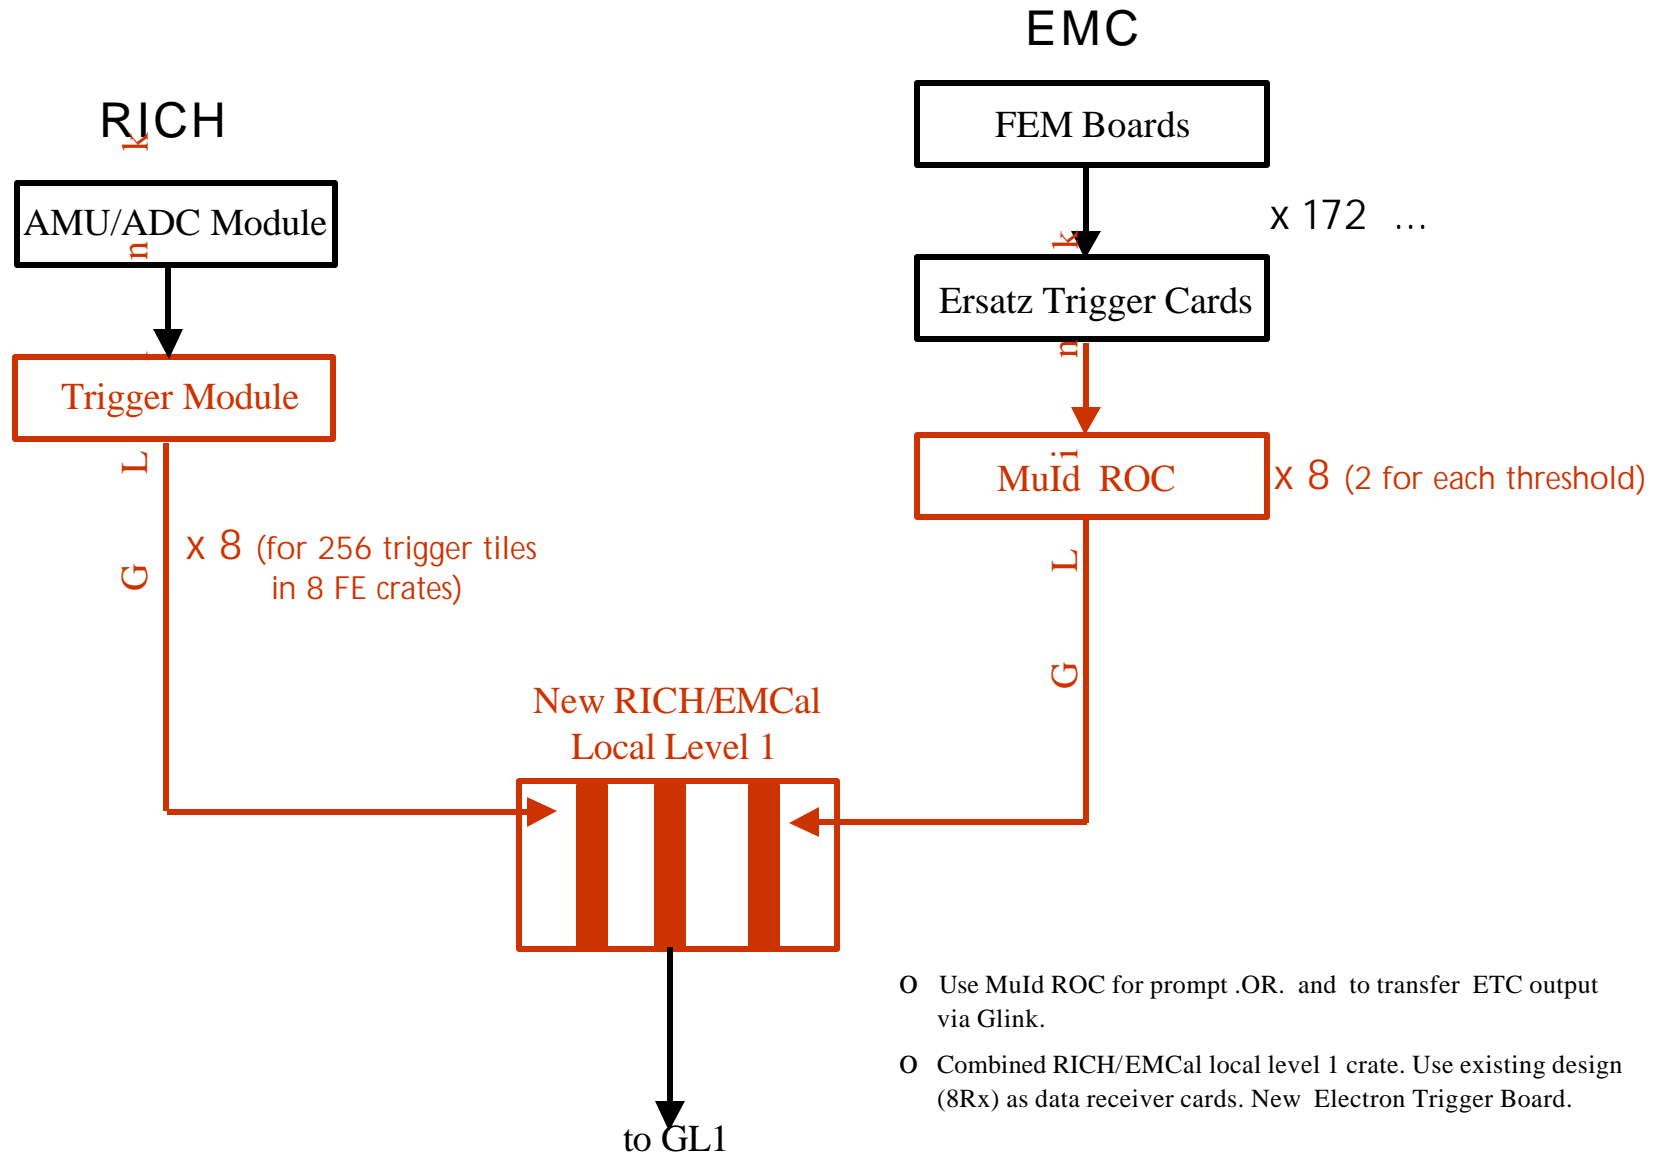 EMC
RICH
FEM Boards
x 172 ...
AMU/ADC Module
Ersatz Trigger Cards
Trigger Module
MuId ROC
x 8 (2 for each threshold)
x 8 (for 256 trigger tiles
in 8 FE crates)
G L i n k
G L i n k
New RICH/EMCal
Local Level 1
O Use MuId ROC for prompt .OR. and to transfer ETC output
via Glink.
O Combined RICH/EMCal local level 1 crate. Use existing design
(8Rx) as data receiver cards. New Electron Trigger Board.
to GL1